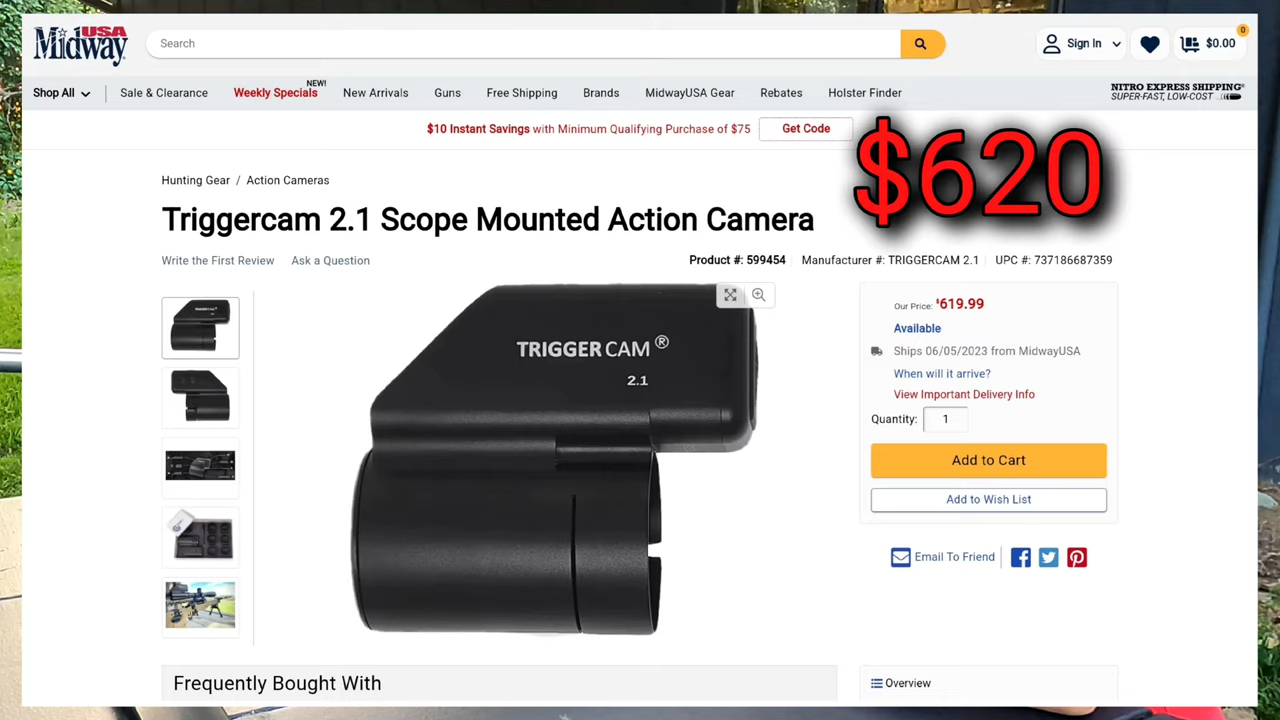 MidwayUSA
Search
Sign In
0
$0.00
Shop All
Sale & Clearance
Weekly Specials
NEW!
New Arrivals
Guns
Free Shipping
Brands
MidwayUSA Gear
Rebates
Holster Finder
NITRO EXPRESS SHIPPING®
SUPER-FAST, LOW-COST
$10 Instant Savings with Minimum Qualifying Purchase of $75
Get Code
$620
Hunting Gear / Action Cameras
Triggercam 2.1 Scope Mounted Action Camera
Write the First Review
Ask a Question
Product #: 599454
Manufacturer #: TRIGGERCAM 2.1
UPC #: 737186687359
TRIGGERCAM®
2.1
Our Price: $619.99
Available
Ships 06/05/2023 from MidwayUSA
When will it arrive?
View Important Delivery Info
Quantity: 1
Add to Cart
Add to Wish List
Email To Friend
Frequently Bought With
Overview